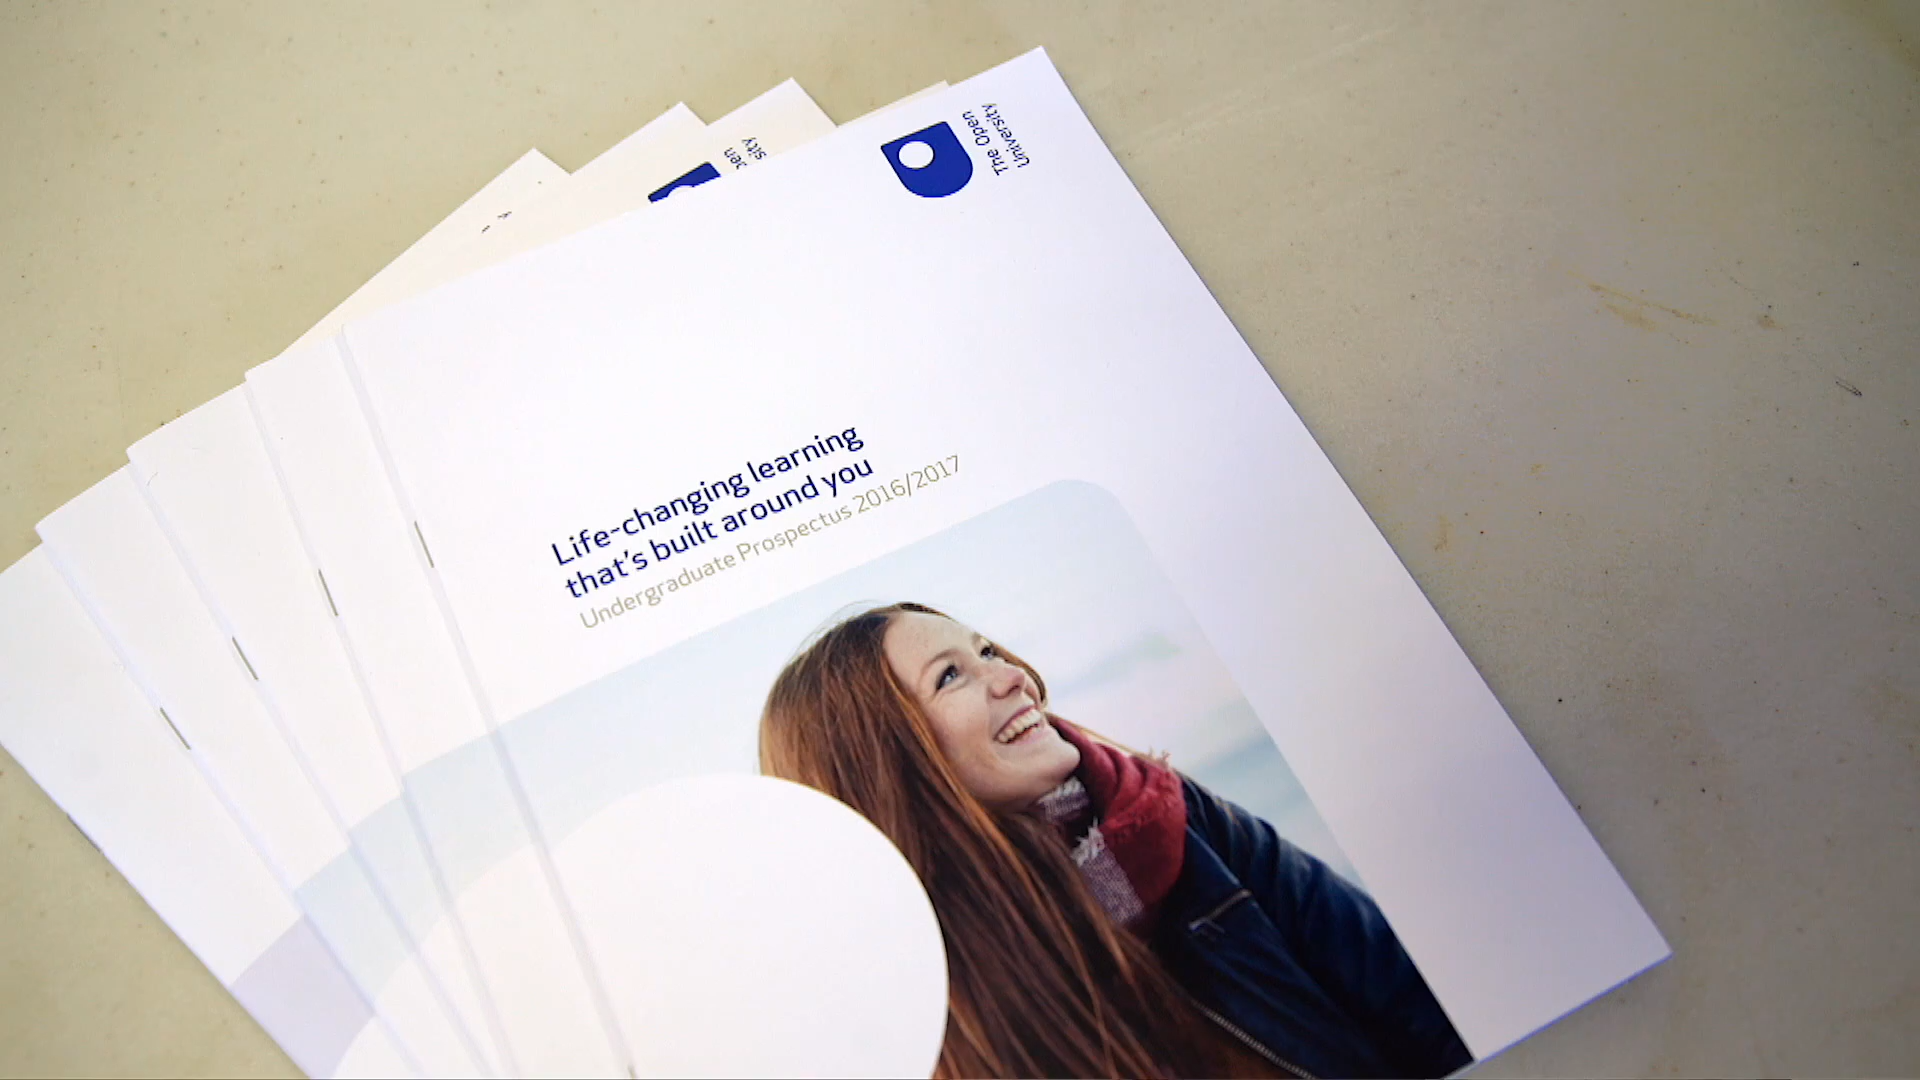 The Open
University
Life-changing learning
that's built around you
Undergraduate Prospectus 2016/2017